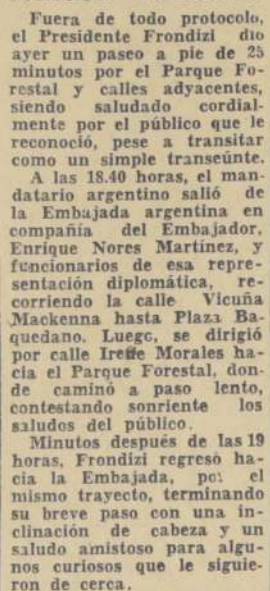 Fuera de todo protocolo,
el Presidente Frondizi dio
ayer un paseo a pie de 25
minutos por el Parque Fo-
restal y calles adyacentes,
siendo saludado cordial-
mente por el público que le
reconoció, pese a transitar
como un simple transeúnte.
A las 18.40 horas, el man-
datario argentino salió de
la Embajada argentina en
compañía del Embajador,
Enrique Nores Martínez, y
funcionarios de esa repre-
sentación diplomática, re-
corriendo la calle Vicuña
Mackenna hasta Plaza Ba-
quedano. Luego, se dirigió
por calle Irene Morales ha-
cia el Parque Forestal, don-
de caminó a paso lento,
contestando sonriente los
saludos del público.
Minutos después de las 19
horas, Frondizi regresó ha-
cia la Embajada, por el
mismo trayecto, terminando
su breve paso con una in-
clinación de cabeza y un
saludo amistoso para algu-
nos curiosos que le siguie-
ron de cerca.